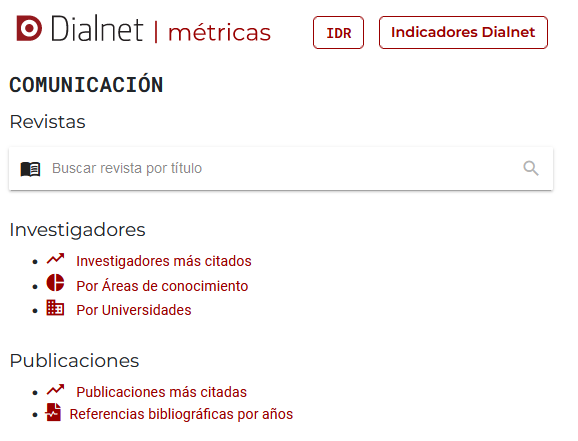 Dialnet | métricas IDR Indicadores Dialnet
COMUNICACIÓN
Revistas
Buscar revista por título
Investigadores
Investigadores más citados
Por Áreas de conocimiento
Por Universidades
Publicaciones
Publicaciones más citadas
Referencias bibliográficas por años